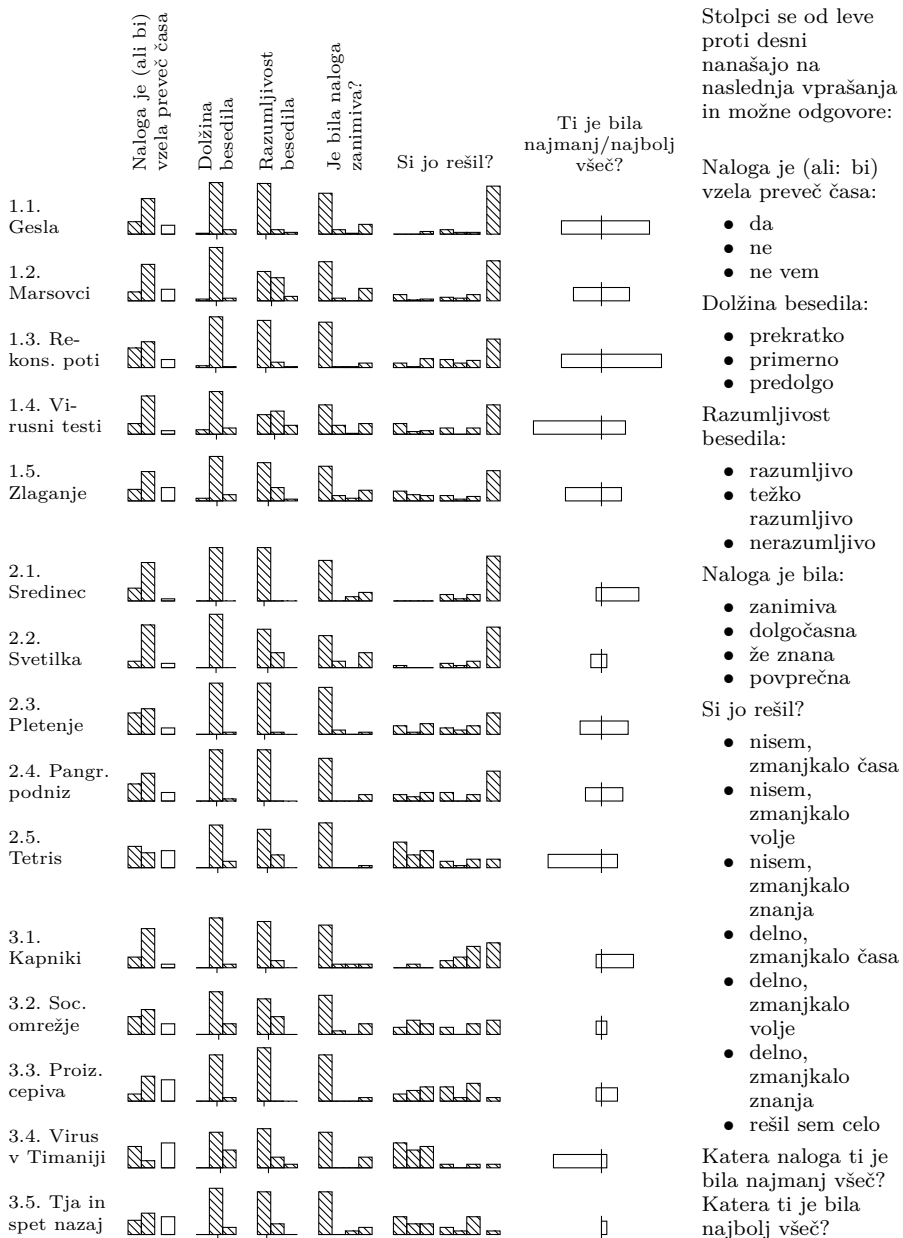 Naloga je (ali bi)
vzela preveč časa
Dolžina
besedila
Razumljivost
besedila
Je bila naloga
zanimiva?
Si jo rešil?
Ti je bila
najmanj/najbolj
všeč?
1.1.
Gesla
1.2.
Marsovci
1.3. Re-
kons. poti
1.4. Vi-
rusni testi
1.5.
Zlaganje
2.1.
Sredinec
2.2.
Svetilka
2.3.
Pletenje
2.4. Pangr.
podniz
2.5.
Tetris
3.1.
Kapniki
3.2. Soc.
omrežje
3.3. Proiz.
cepiva
3.4. Virus
v Timaniji
3.5. Tja in
spet nazaj
Stolpci se od leve
proti desni
nanašajo na
naslednja vprašanja
in možne odgovore:
Naloga je (ali: bi)
vzela preveč časa:
• da
• ne
• ne vem
Dolžina besedila:
• prekratko
• primerno
• predolgo
Razumljivost
besedila:
• razumljivo
• težko
razumljivo
• nerazumljivo
Naloga je bila:
• zanimiva
• dolgočasna
• že znana
• povprečna
Si jo rešil?
• nisem,
zmanjkalo časa
• nisem,
zmanjkalo
volje
• nisem,
zmanjkalo
znanja
• delno,
zmanjkalo časa
• delno,
zmanjkalo
volje
• delno,
zmanjkalo
znanja
• rešil sem celo
Katera naloga ti je
bila najmanj všeč?
Katera ti je bila
najbolj všeč?